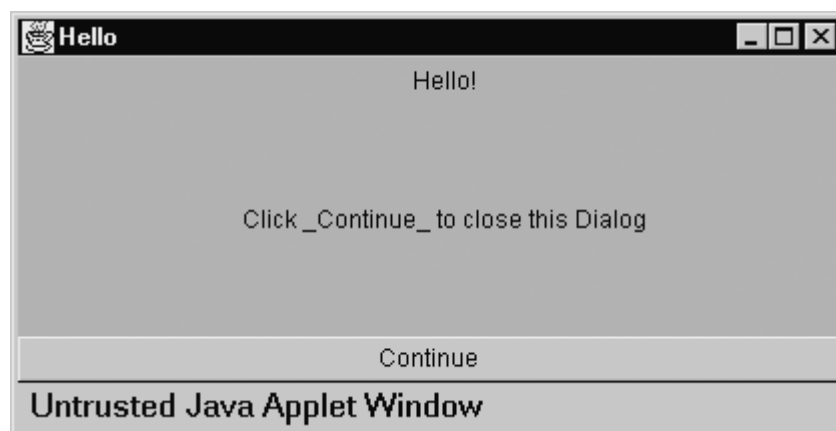 Hello
Hello!
Click _Continue_ to close this Dialog
Continue
Untrusted Java Applet Window